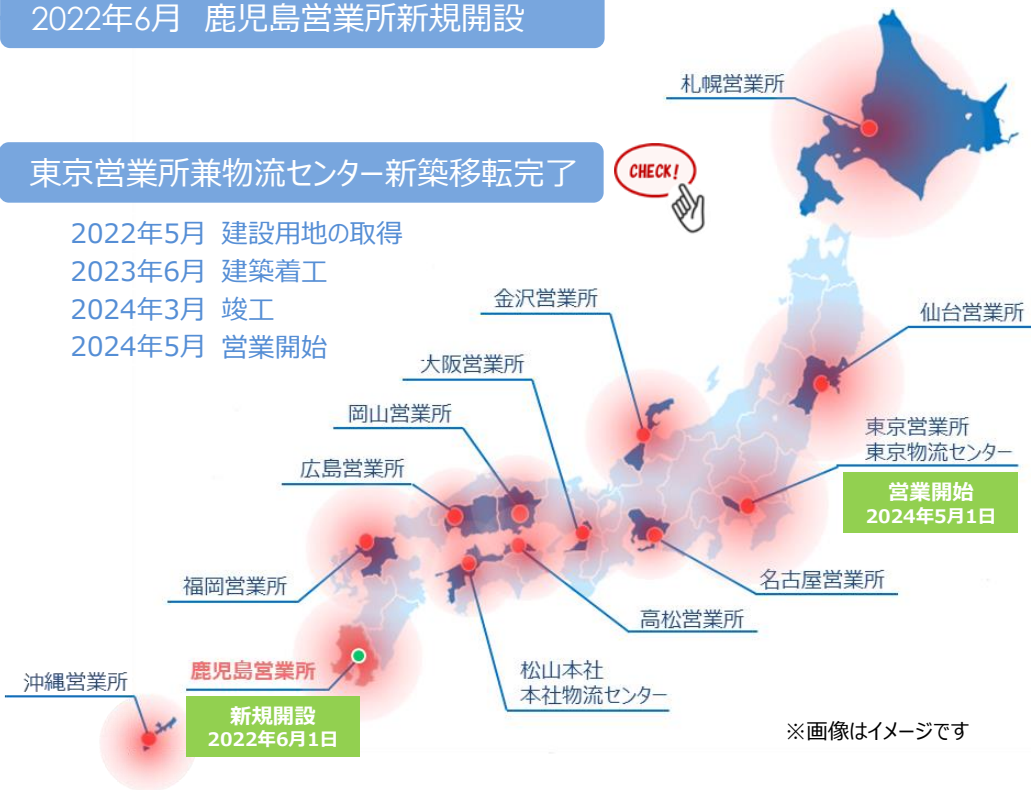 2022年6月 鹿児島営業所新規開設
札幌営業所
東京営業所兼物流センター新築移転完了
CHECK!
2022年5月 建設用地の取得
2023年6月 建築着工
2024年3月 竣工
2024年5月 営業開始
金沢営業所
仙台営業所
大阪営業所
岡山営業所
東京営業所
東京物流センター
広島営業所
営業開始
2024年5月1日
福岡営業所
名古屋営業所
高松営業所
鹿児島営業所
松山本社
本社物流センター
沖縄営業所
新規開設
2022年6月1日
※画像はイメージです